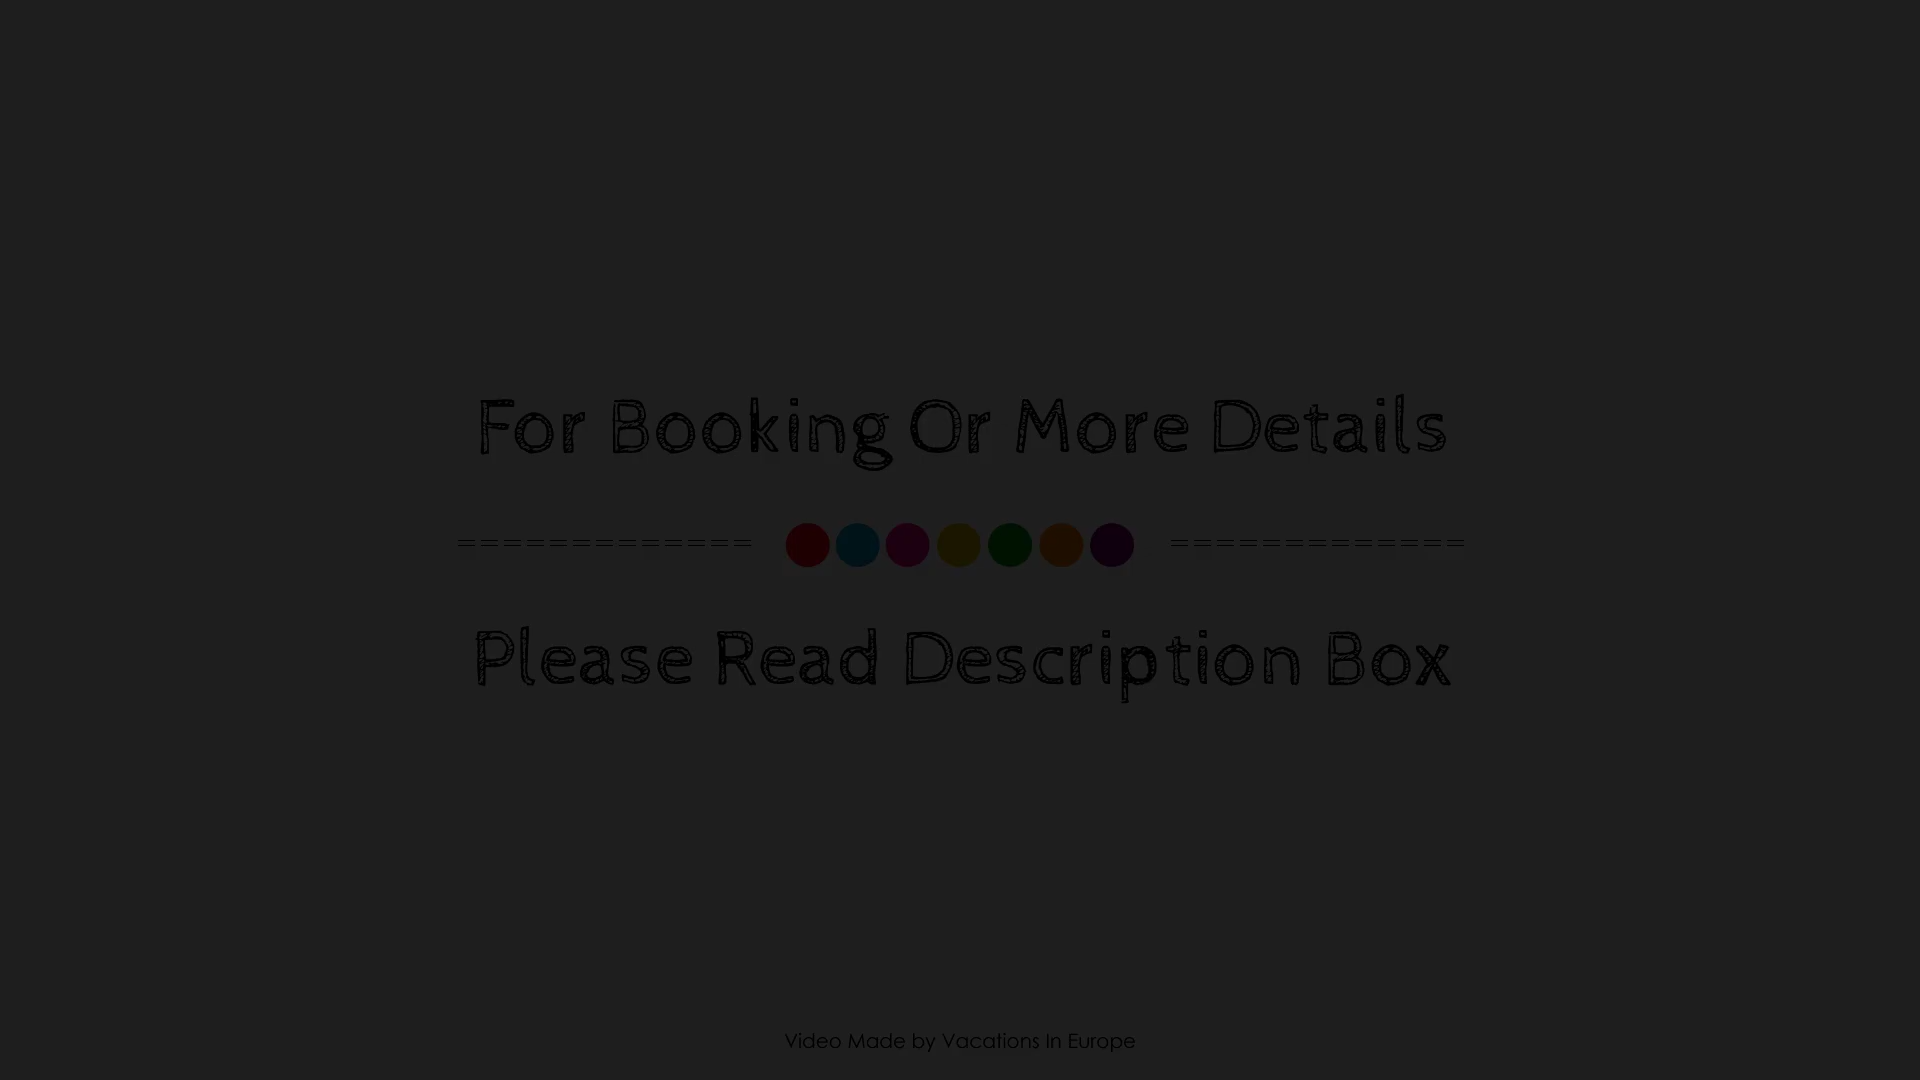 For Booking Or More Details
============= =============
Please Read Description Box
Video Made by Vacations In Europe